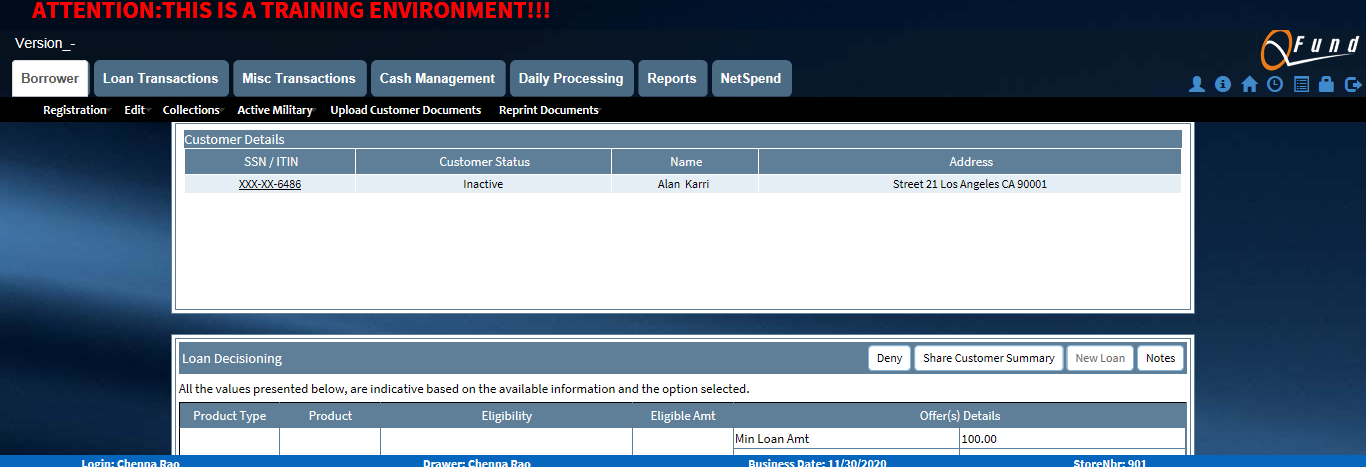 ATTENTION:THIS IS A TRAINING ENVIRONMENT!!!
Version_-
QFund
Borrower Loan Transactions Misc Transactions Cash Management Daily Processing Reports NetSpend
Registration Edit Collections Active Military Upload Customer Documents Reprint Documents
Customer Details
SSN / ITIN Customer Status Name Address
XXX-XX-6486 Inactive Alan Karri Street 21 Los Angeles CA 90001
Loan Decisioning Deny Share Customer Summary New Loan Notes
All the values presented below, are indicative based on the available information and the option selected.
Product Type Product Eligibility Eligible Amt Offer(s) Details
Min Loan Amt 100.00
Login: Chenna Rao Drawer: Chenna Rao Business Date: 11/30/2020 StoreNbr: 901